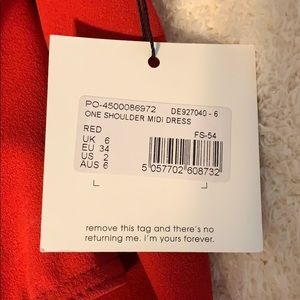 PO-4500086972 DE927040 - 6
ONE SHOULDER MIDI DRESS
RED FS-54
UK 6
EU 34
US 2
AUS 6
5 057702 608732
remove this tag and there's no
returning me. I'm yours forever.